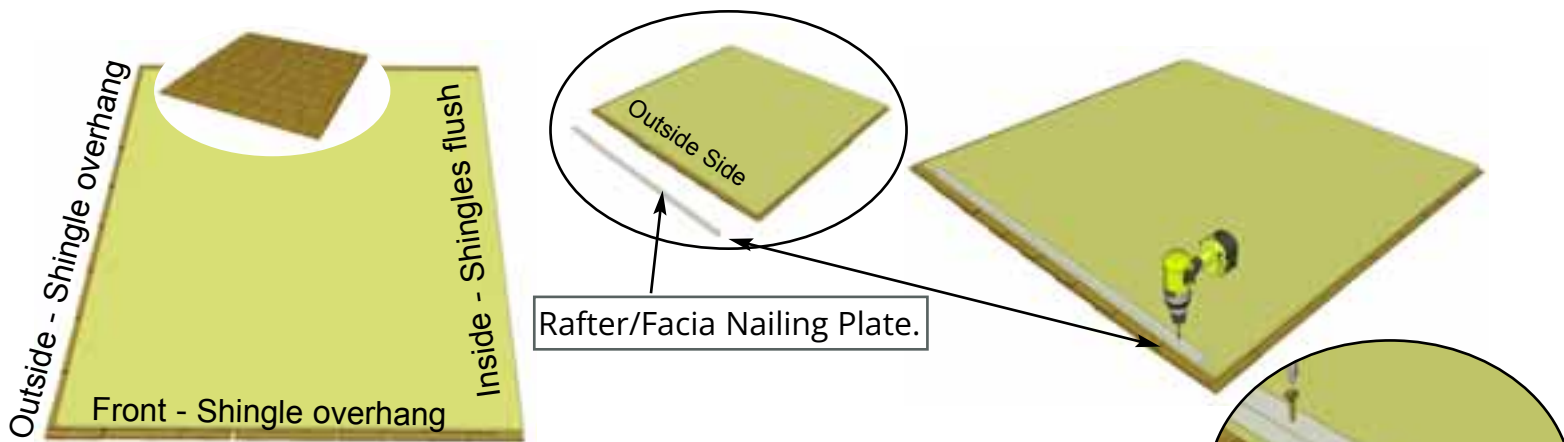 Outside - Shingle overhang
Inside - Shingles flush
Front - Shingle overhang
Outside Side
Rafter/Facia Nailing Plate.